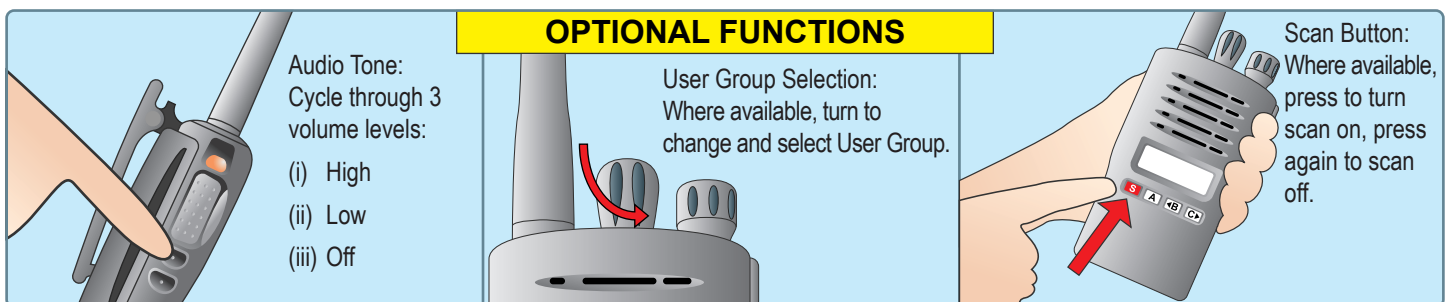 OPTIONAL FUNCTIONS
Audio Tone:
Cycle through 3
volume levels:
(i) High
(ii) Low
(iii) Off
User Group Selection:
Where available, turn to
change and select User Group.
Scan Button:
Where available,
press to turn
scan on, press
again to scan
off.
S A ◂B C▸